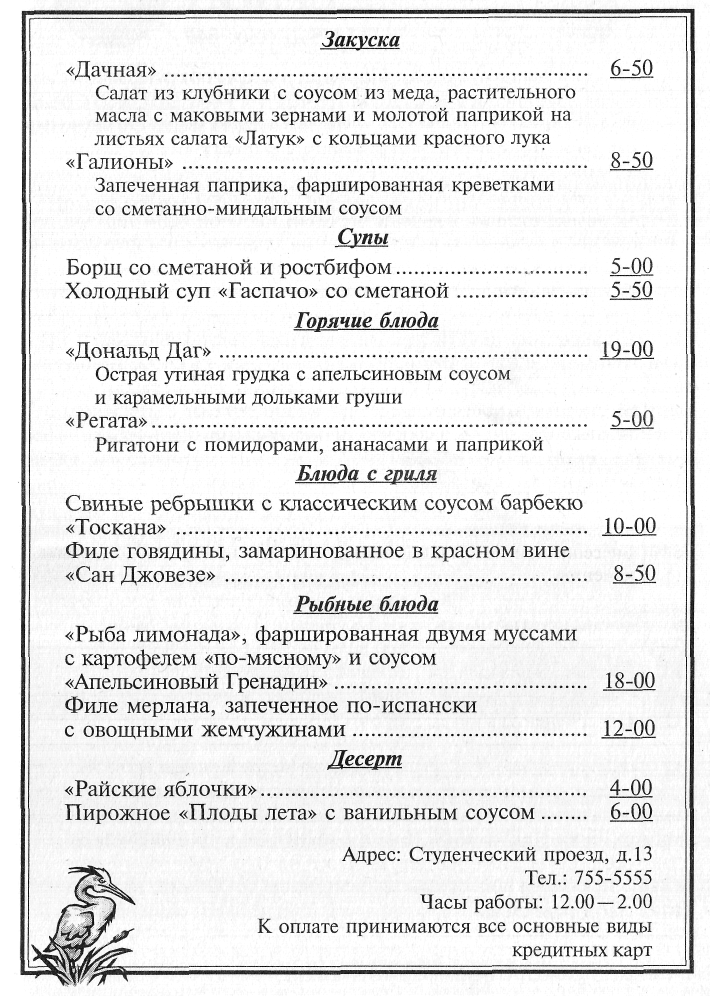 Закуска
«Дачная» ........ 6-50
Салат из клубники с соусом из меда, растительного
масла с маковыми зернами и молотой паприкой на
листьях салата «Латук» с кольцами красного лука
«Галионы» ........ 8-50
Запеченная паприка, фаршированная креветками
со сметанно-миндальным соусом
Супы
Борщ со сметаной и ростбифом ........ 5-00
Холодный суп «Гаспачо» со сметаной ........ 5-50
Горячие блюда
«Дональд Даг» ........ 19-00
Острая утиная грудка с апельсиновым соусом
и карамельными дольками груши
«Регата» ........ 5-00
Ригатони с помидорами, ананасами и паприкой
Блюда с гриля
Свиные ребрышки с классическим соусом барбекю
«Тоскана» ........ 10-00
Филе говядины, замаринованное в красном вине
«Сан Джовезе» ........ 8-50
Рыбные блюда
«Рыба лимонада», фаршированная двумя муссами
с картофелем «по-мясному» и соусом
«Апельсиновый Гренадин» ........ 18-00
Филе мерлана, запеченное по-испански
с овощными жемчужинами ........ 12-00
Десерт
«Райские яблочки» ........ 4-00
Пирожное «Плоды лета» с ванильным соусом ........ 6-00
Адрес: Студенческий проезд, д.13
Тел.: 755-5555
Часы работы: 12.00—2.00
К оплате принимаются все основные виды
кредитных карт